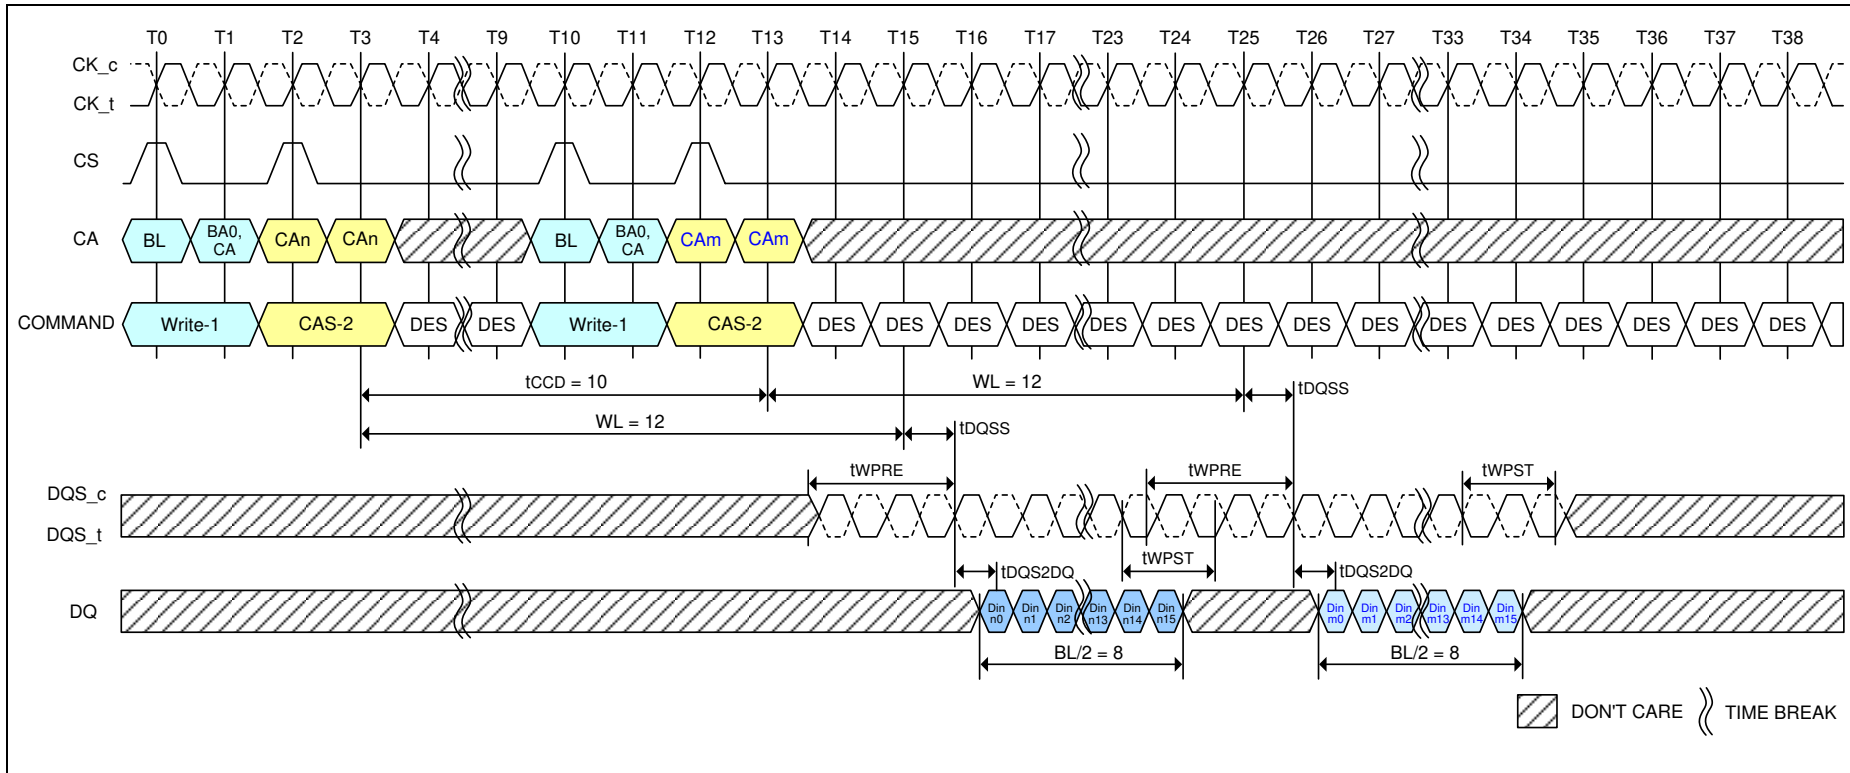 T0 T1 T2 T3 T4 T9 T10 T11 T12 T13 T14 T15 T16 T17 T23 T24 T25 T26 T27 T33 T34 T35 T36 T37 T38
CK_c
CK_t
CS
CA BL BA0, CA CAn CAn BL BA0, CA CAm CAm
COMMAND Write-1 CAS-2 DES DES Write-1 CAS-2 DES DES DES DES DES DES DES DES DES DES DES DES DES DES DES
tCCD = 10 WL = 12 tDQSS
WL = 12 tDQSS
tWPRE tWPRE tWPST
DQS_c
DQS_t
tWPST
tDQS2DQ tDQS2DQ
DQ Din n0 Din n1 Din n2 Din n13 Din n14 Din n15 Din m0 Din m1 Din m2 Din m13 Din m14 Din m15
BL/2 = 8 BL/2 = 8
DON'T CARE TIME BREAK